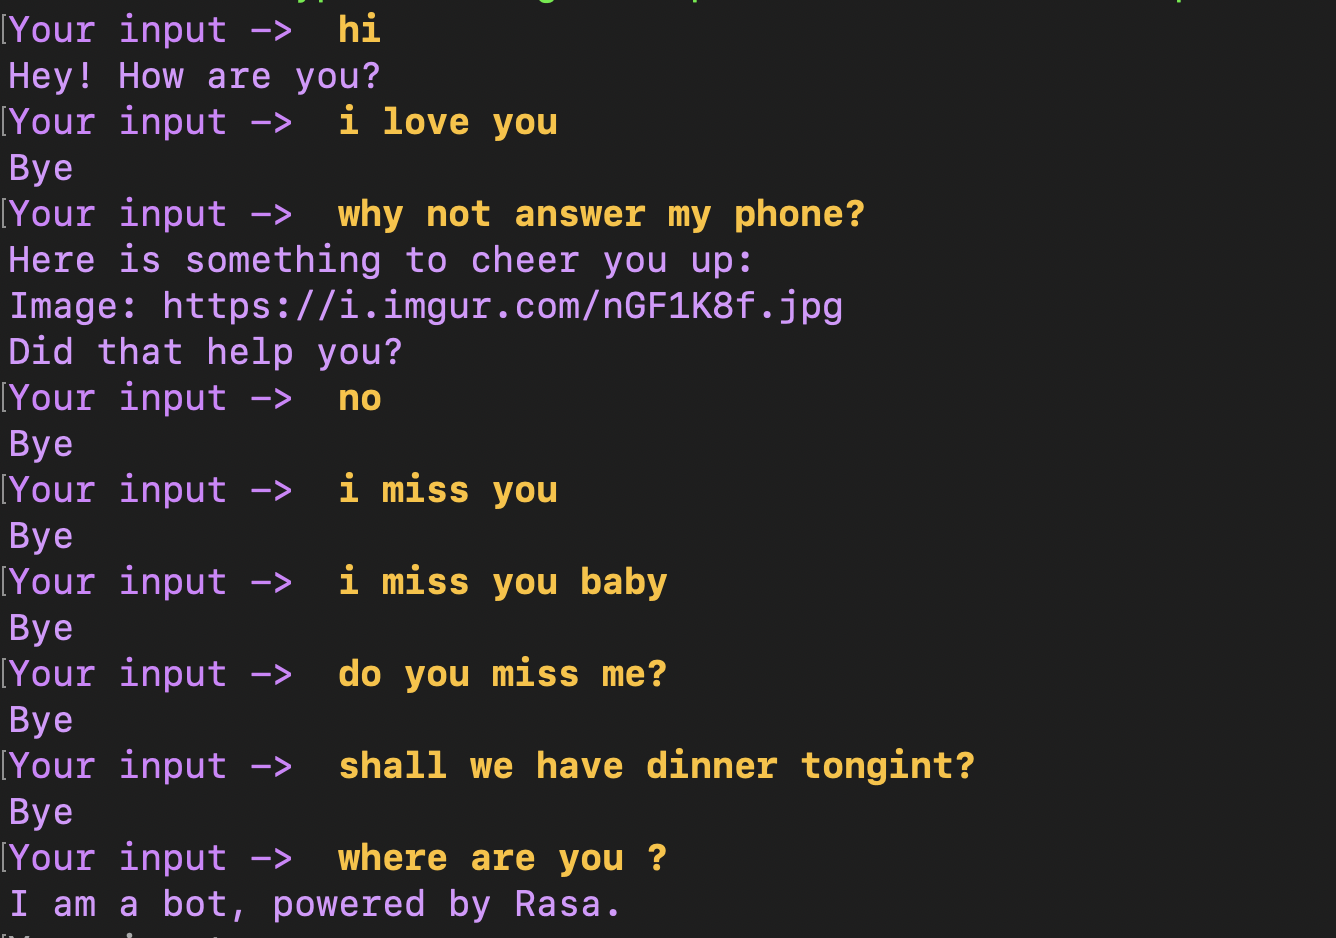 Your input ->  hi
Hey! How are you?
Your input ->  i love you
Bye
Your input ->  why not answer my phone?
Here is something to cheer you up:
Image: https://i.imgur.com/nGF1K8f.jpg
Did that help you?
Your input ->  no
Bye
Your input ->  i miss you
Bye
Your input ->  i miss you baby
Bye
Your input ->  do you miss me?
Bye
Your input ->  shall we have dinner tongint?
Bye
Your input ->  where are you ?
I am a bot, powered by Rasa.